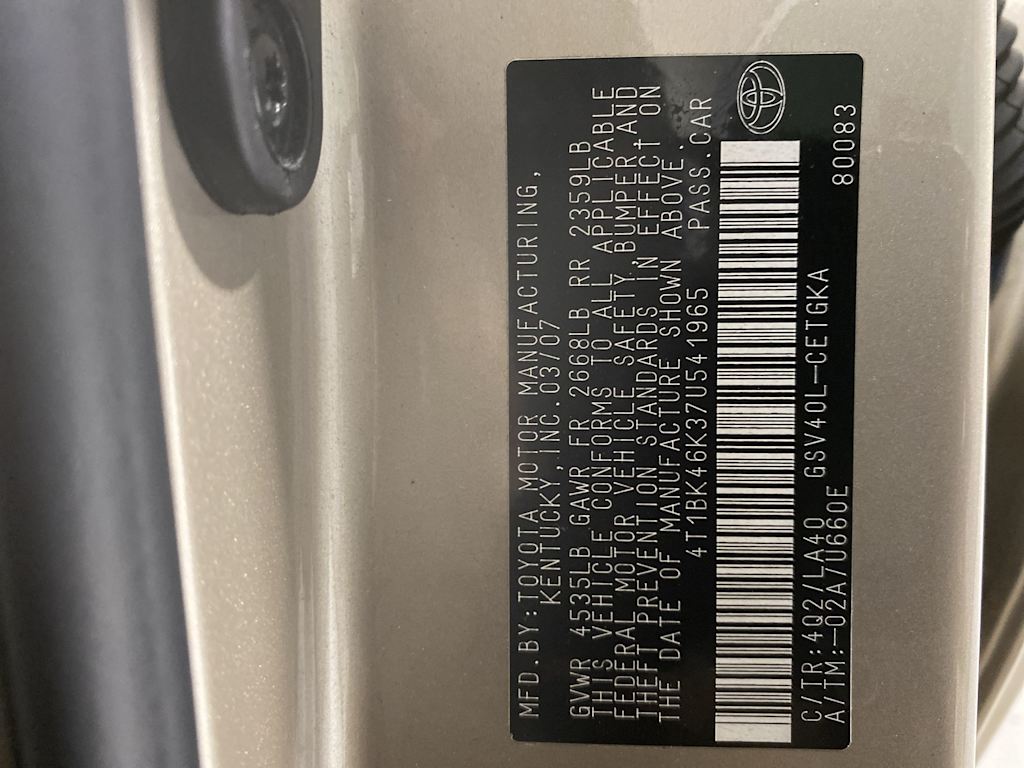 MFD.BY:TOYOTA MOTOR MANUFACTURING,
KENTUCKY,INC.03/07
GVWR 4535LB GAWR FR 2668LB RR 2359LB
THIS VEHICLE CONFORMS TO ALL APPLICABLE
FEDERAL MOTOR VEHICLE SAFETY,BUMPER,AND
THEFT PREVENTION STANDARDS IN EFFECT ON
THE DATE OF MANUFACTURE SHOWN ABOVE.
4T1BK46K37U541965 PASS.CAR
C/TR:4Q2/LA40 GSV40L-CETGKA
A/TM:-02A/U660E 80083